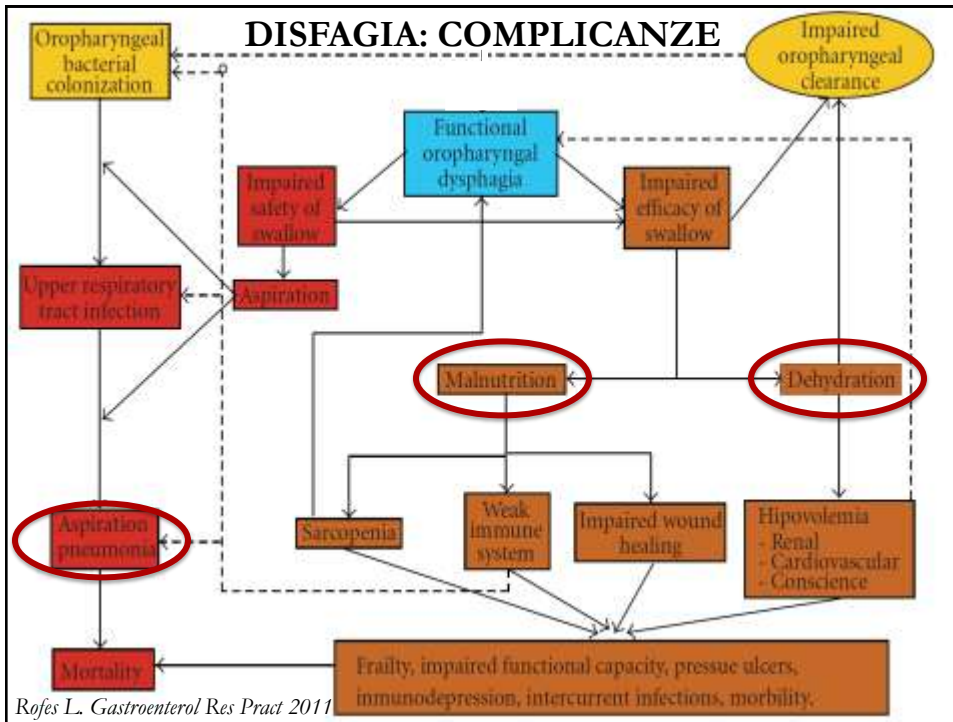 DISFAGIA: COMPLICANZE
Oropharyngeal
bacterial
colonization
Impaired
oropharyngeal
clearance
Functional
oropharyngal
dysphagia
Impaired
safety of
swallow
Impaired
efficacy of
swallow
Upper respiratory
tract infection
Aspiration
Malnutrition
Dehydration
Aspiration
pneumonia
Sarcopenia
Weak
immune
system
Impaired wound
healing
Hipovolemia
- Renal
- Cardiovascular
- Conscience
Mortality
Frailty, impaired functional capacity, pressue ulcers,
immunodepression, intercurrent infections, morbility.
Rofes L. Gastroenterol Res Pract 2011